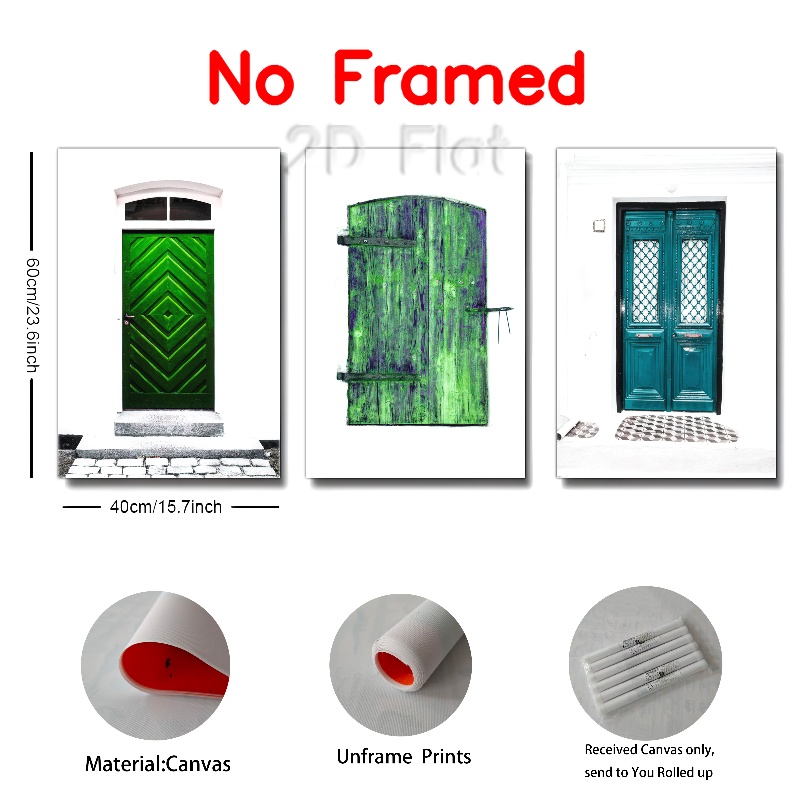 No Framed
2D Flat
60cm/23.6inch
40cm/15.7inch
Material:Canvas
Unframe Prints
Received Canvas only,
send to You Rolled up